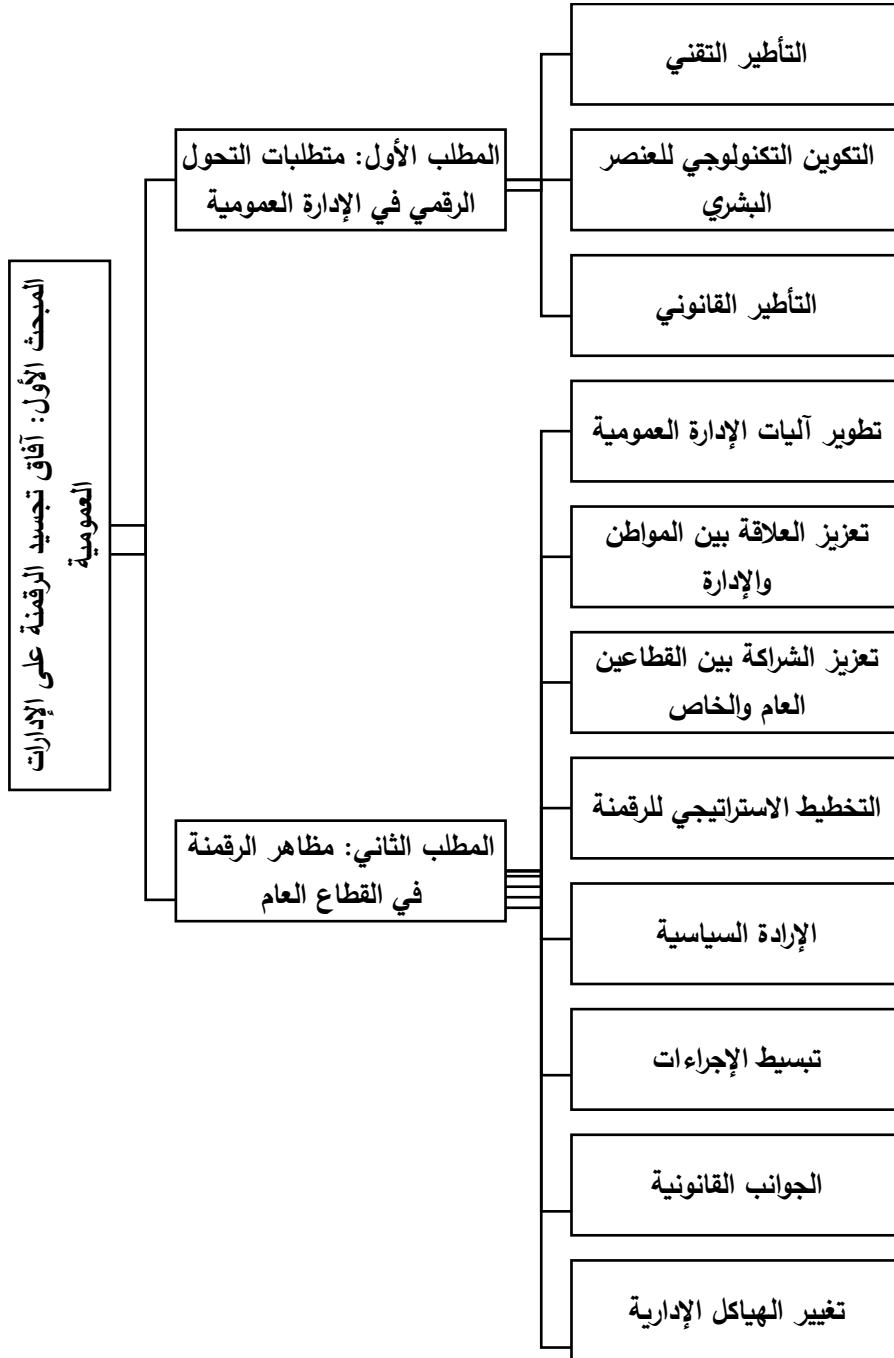 المبحث الأول: آفاق تجسيد الرقمنة على الإدارات
العمومية
المطلب الأول: متطلبات التحول
الرقمي في الإدارة العمومية
التأطير التقني
التكوين التكنولوجي للعنصر
البشري
التأطير القانوني
المطلب الثاني: مظاهر الرقمنة
في القطاع العام
تطوير آليات الإدارة العمومية
تعزيز العلاقة بين المواطن
والإدارة
تعزيز الشراكة بين القطاعين
العام والخاص
التخطيط الاستراتيجي للرقمنة
الإرادة السياسية
تبسيط الإجراءات
الجوانب القانونية
تغيير الهياكل الإدارية